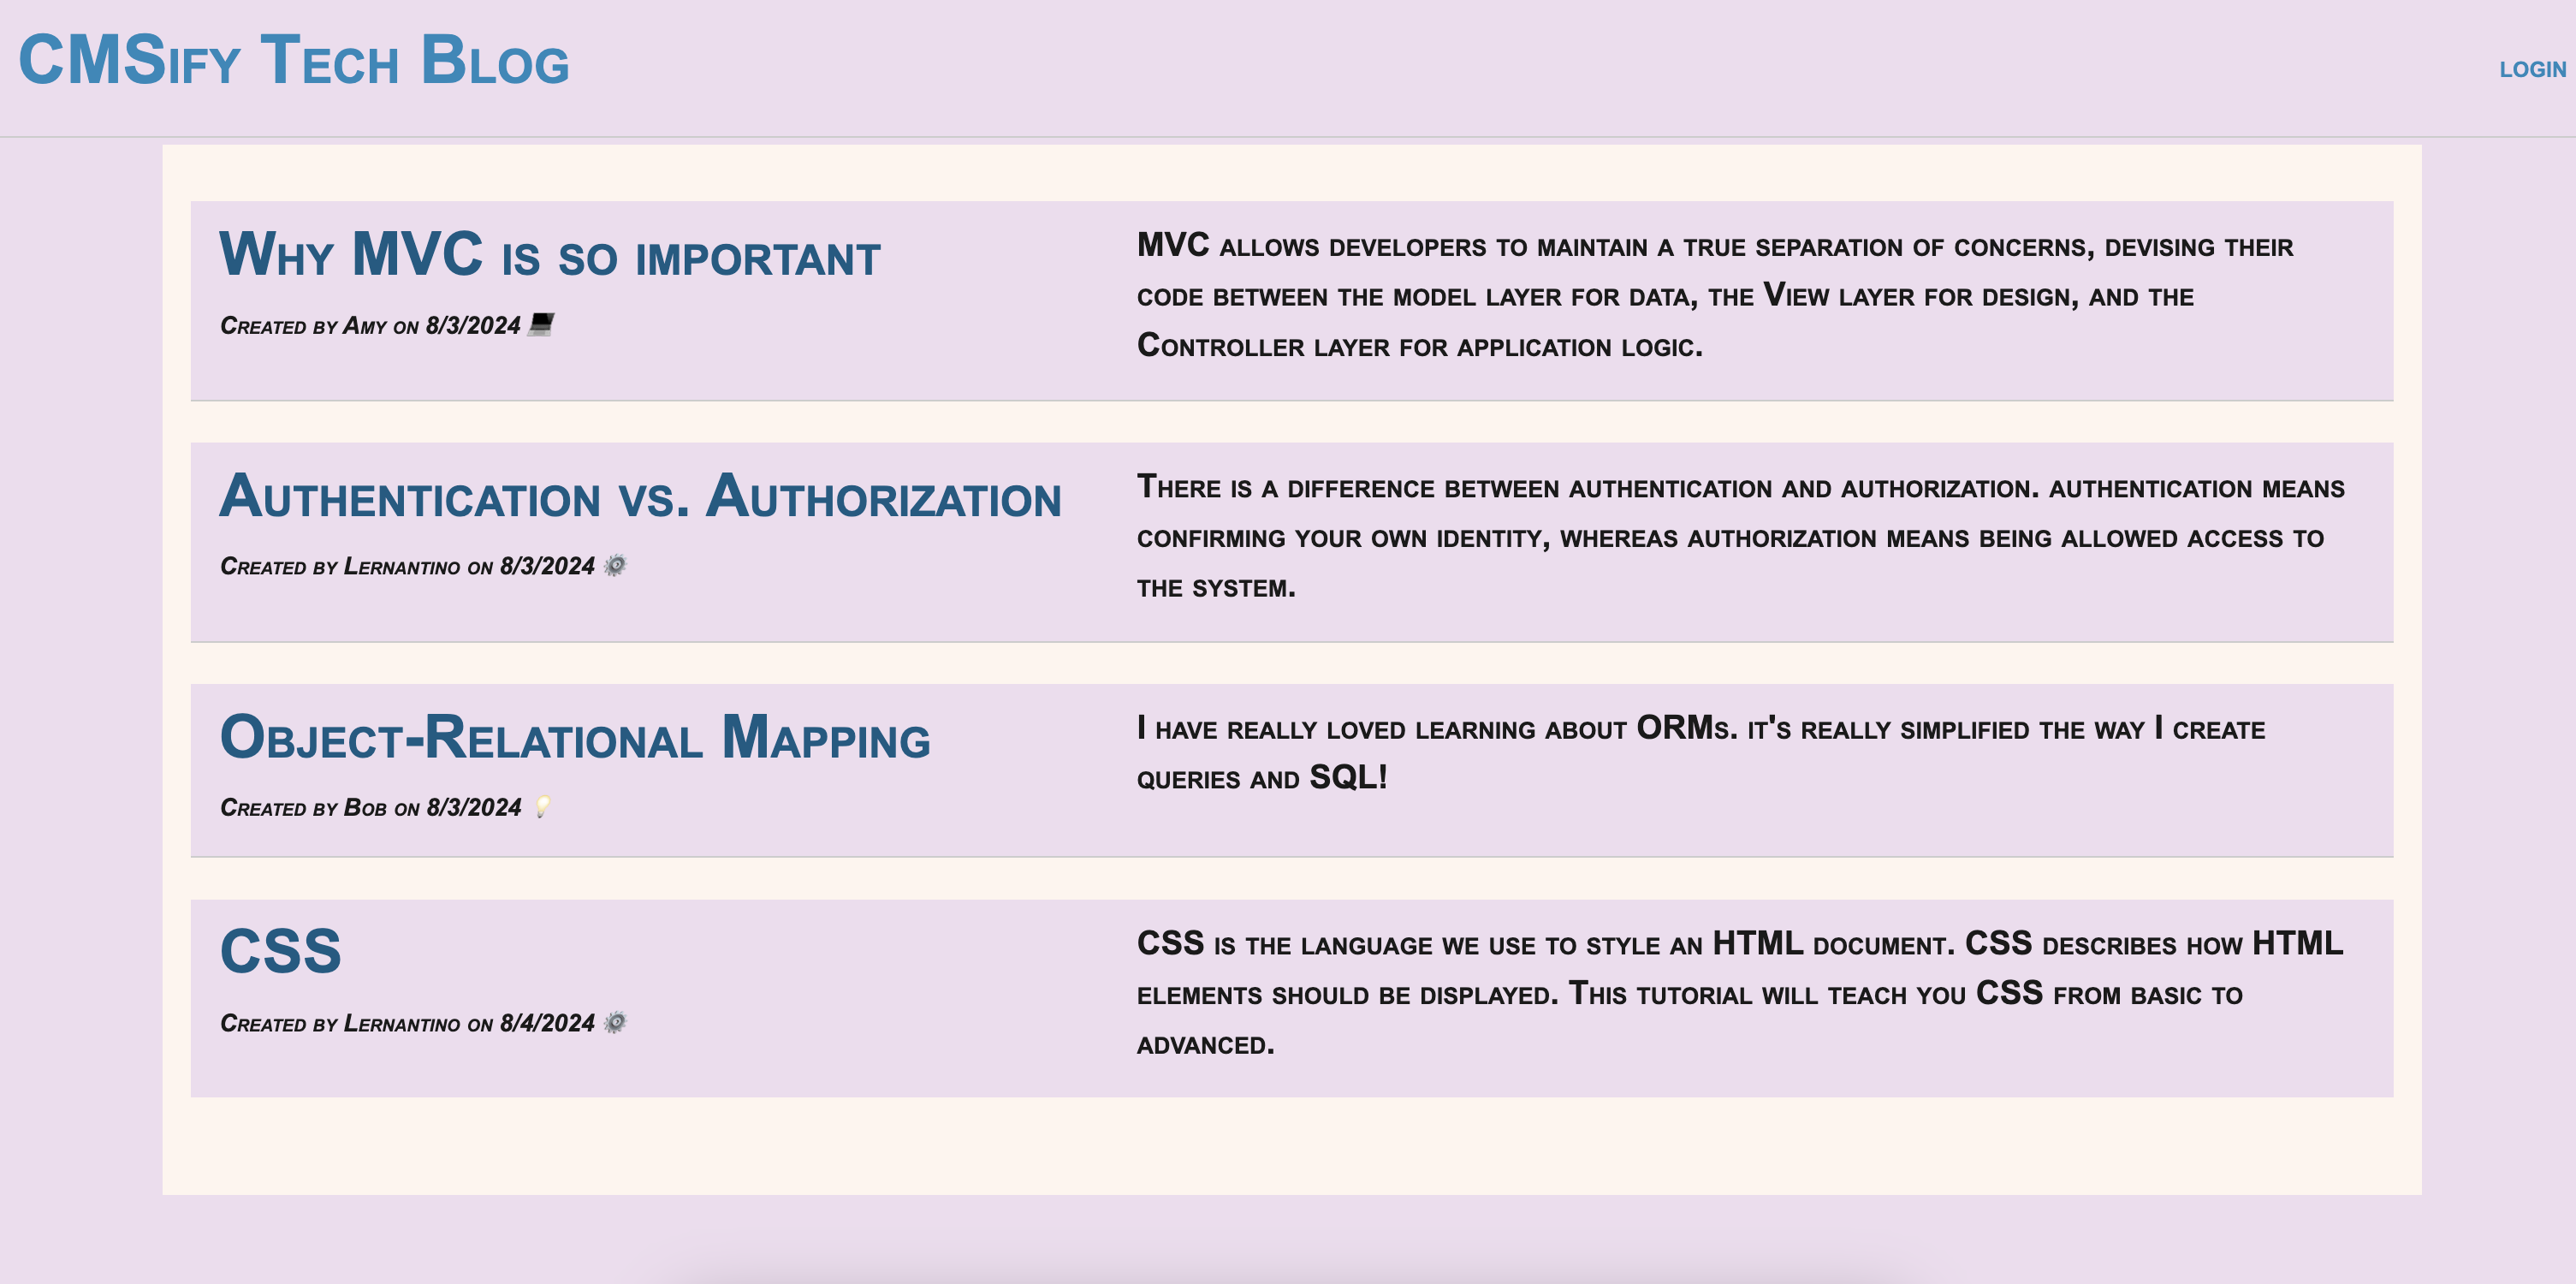 CMSify Tech Blog
LOGIN
Why MVC is so important
Created by Amy on 8/3/2024 💻
MVC allows developers to maintain a true separation of concerns, devising their
code between the model layer for data, the View layer for design, and the
Controller layer for application logic.
Authentication vs. Authorization
Created by Lernantino on 8/3/2024 ⚙️
There is a difference between authentication and authorization. authentication means
confirming your own identity, whereas authorization means being allowed access to
the system.
Object-Relational Mapping
Created by Bob on 8/3/2024 💡
I have really loved learning about ORMs. it's really simplified the way I create
queries and SQL!
CSS
Created by Lernantino on 8/4/2024 ⚙️
CSS is the language we use to style an HTML document. CSS describes how HTML
elements should be displayed. This tutorial will teach you CSS from basic to
advanced.